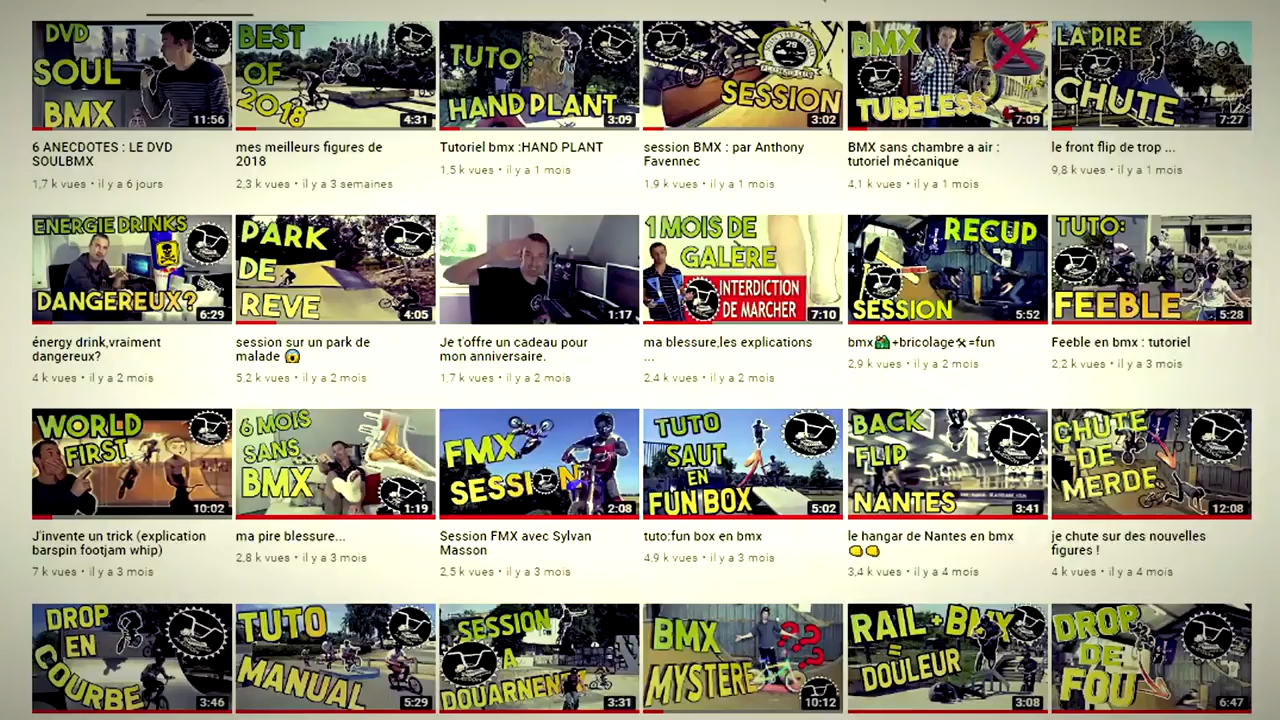 DVD
SOUL
BMX
11:56
BEST
OF
2018
4:31
TUTO:
HAND PLANT
3:09
SESSION
3:02
BMX
TUBELESS
7:09
LA PIRE
CHUTE
7:27
6 ANECDOTES : LE DVD
SOULBMX
1,7 k vues • il y a 6 jours
mes meilleurs figures de
2018
2,3 k vues • il y a 3 semaines
Tutoriel bmx :HAND PLANT
1,5 k vues • il y a 1 mois
session BMX : par Anthony
Favennec
1,9 k vues • il y a 1 mois
BMX sans chambre a air :
tutoriel mécanique
4,1 k vues • il y a 1 mois
le front flip de trop ...
9,8 k vues • il y a 1 mois
ENERGIE DRINKS
DANGEREUX?
6:29
PARK
DE
REVE
4:05
1:17
1 MOIS DE
GALÈRE
INTERDICTION
DE MARCHER
7:10
RECUP
SESSION
5:52
TUTO:
FEEBLE
5:28
énergy drink,vraiment
dangereux?
4 k vues • il y a 2 mois
session sur un park de
malade 😱
5,2 k vues • il y a 2 mois
Je t'offre un cadeau pour
mon anniversaire.
1,7 k vues • il y a 2 mois
ma blessure,les explications
...
2,4 k vues • il y a 2 mois
bmx🏕+bricolage🛠=fun
2,9 k vues • il y a 2 mois
Feeble en bmx : tutoriel
2,2 k vues • il y a 3 mois
WORLD
FIRST
10:02
6 MOIS
SANS
BMX
1:19
FMX
SESSION
2:08
TUTO
SAUT
EN
FUN BOX
5:02
BACK
FLIP
NANTES
3:41
CHUTE
DE
MERDE
12:08
J'invente un trick (explication
barspin footjam whip)
7 k vues • il y a 3 mois
ma pire blessure...
2,8 k vues • il y a 3 mois
Session FMX avec Sylvan
Masson
2,5 k vues • il y a 3 mois
tuto:fun box en bmx
4,9 k vues • il y a 3 mois
le hangar de Nantes en bmx
👊👊
3,4 k vues • il y a 4 mois
je chute sur des nouvelles
figures !
4 k vues • il y a 4 mois
DROP
EN
COURBE
3:46
TUTO
MANUAL
5:29
SESSION
A
DOUARNENEZ
3:31
BMX
MYSTERE
???
10:12
RAIL + BMX
=
DOULEUR
3:08
DROP
DE
FOU
6:47